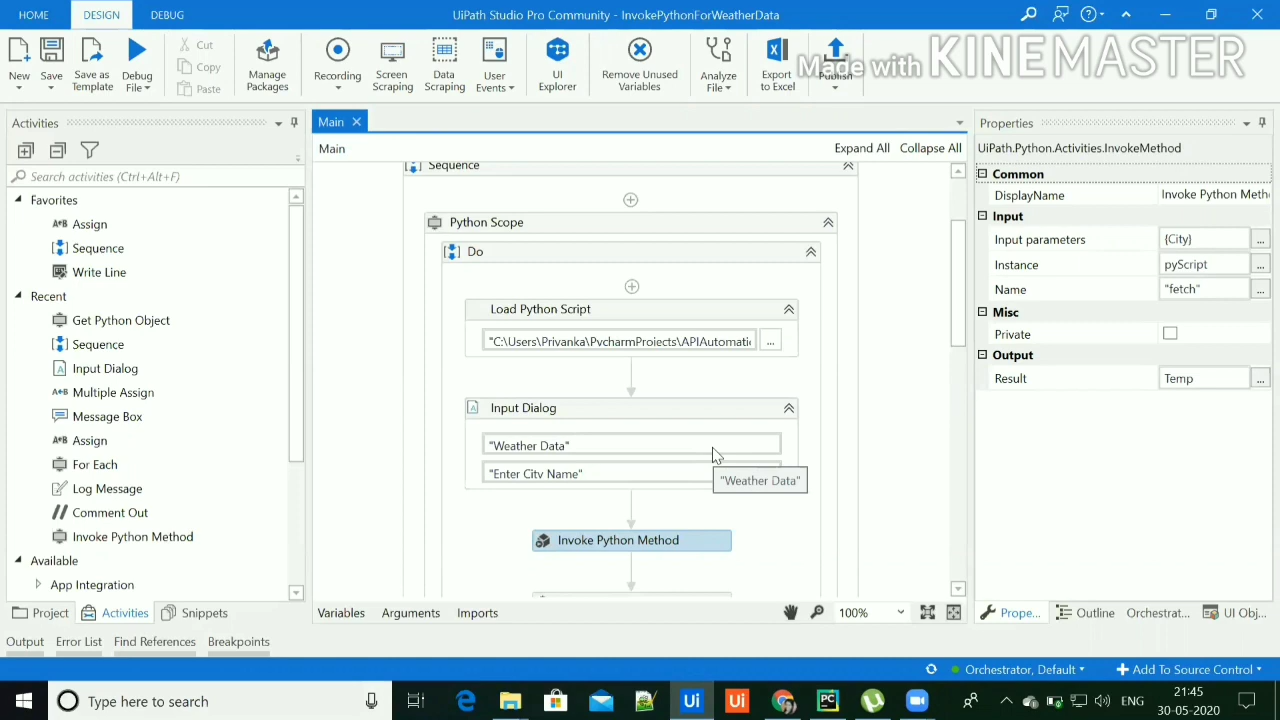 HOME DESIGN DEBUG UiPath Studio Pro Community - InvokePythonForWeatherData
New Save Save as Template Debug File Cut Copy Paste Manage Packages Recording Screen Scraping Data Scraping User Events UI Explorer Remove Unused Variables Analyze File Export to Excel Publish
Made with KINEMASTER
Activities
Search activities (Ctrl+Alt+F)
Favorites
Assign
Sequence
Write Line
Recent
Get Python Object
Sequence
Input Dialog
Multiple Assign
Message Box
Assign
For Each
Log Message
Comment Out
Invoke Python Method
Available
App Integration
Project Activities Snippets
Main
Main Expand All Collapse All
Sequence
Python Scope
Do
Load Python Script
"C:\Users\Priyanka\PycharmProjects\APIAutomatic
...
Input Dialog
"Weather Data"
"Enter City Name"
"Weather Data"
Invoke Python Method
Variables Arguments Imports 100%
Properties
UiPath.Python.Activities.InvokeMethod
Common
DisplayName Invoke Python Meth
Input
Input parameters {City} ...
Instance pyScript ...
Name "fetch" ...
Misc
Private
Output
Result Temp ...
Prope... Outline Orchestrat... UI Obj...
Output Error List Find References Breakpoints
Orchestrator, Default Add To Source Control
Type here to search
Ui Ui PC
ENG
21:45
30-05-2020